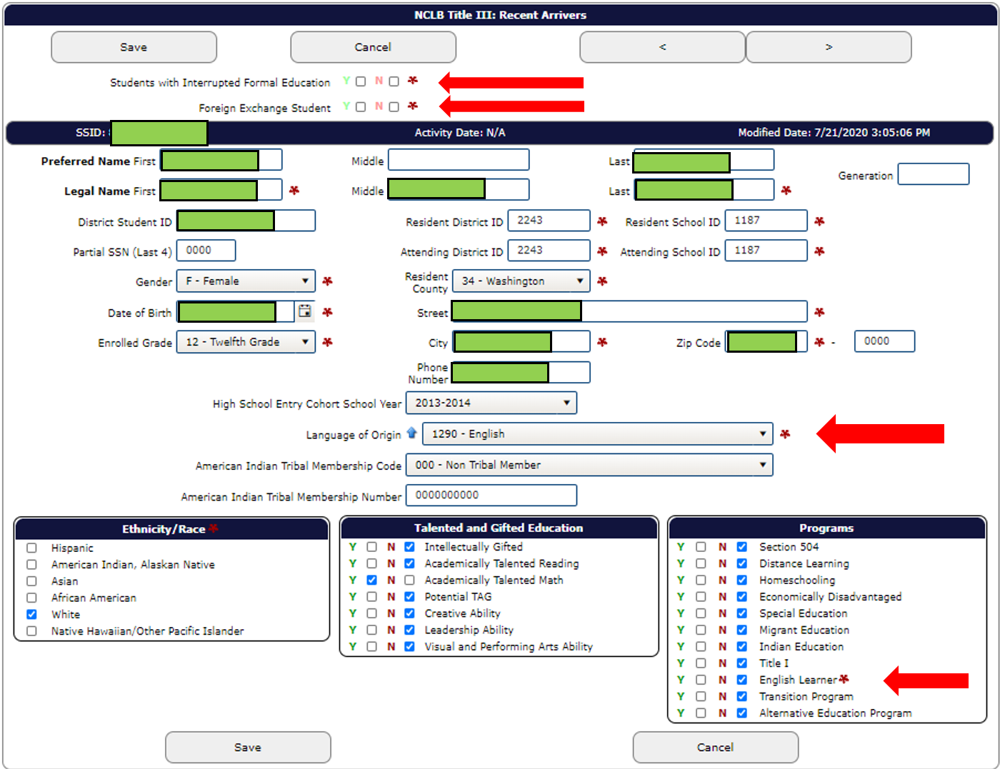 NCLB Title III: Recent Arrivers
Save Cancel < >
Students with Interrupted Formal Education Y N
Foreign Exchange Student Y N
SSID: Activity Date: N/A Modified Date: 7/21/2020 3:05:06 PM
Preferred Name First Middle Last
Generation
Legal Name First Middle Last
District Student ID Resident District ID 2243 Resident School ID 1187
Partial SSN (Last 4) 0000 Attending District ID 2243 Attending School ID 1187
Gender F - Female Resident County 34 - Washington
Date of Birth Street
Enrolled Grade 12 - Twelfth Grade City Zip Code - 0000
Phone Number
High School Entry Cohort School Year 2013-2014
Language of Origin 1290 - English
American Indian Tribal Membership Code 000 - Non Tribal Member
American Indian Tribal Membership Number 0000000000
Ethnicity/Race
Hispanic
American Indian, Alaskan Native
Asian
African American
White
Native Hawaiian/Other Pacific Islander
Talented and Gifted Education
Y N Intellectually Gifted
Y N Academically Talented Reading
Y N Academically Talented Math
Y N Potential TAG
Y N Creative Ability
Y N Leadership Ability
Y N Visual and Performing Arts Ability
Programs
Y N Section 504
Y N Distance Learning
Y N Homeschooling
Y N Economically Disadvantaged
Y N Special Education
Y N Migrant Education
Y N Indian Education
Y N Title I
Y N English Learner
Y N Transition Program
Y N Alternative Education Program
Save Cancel